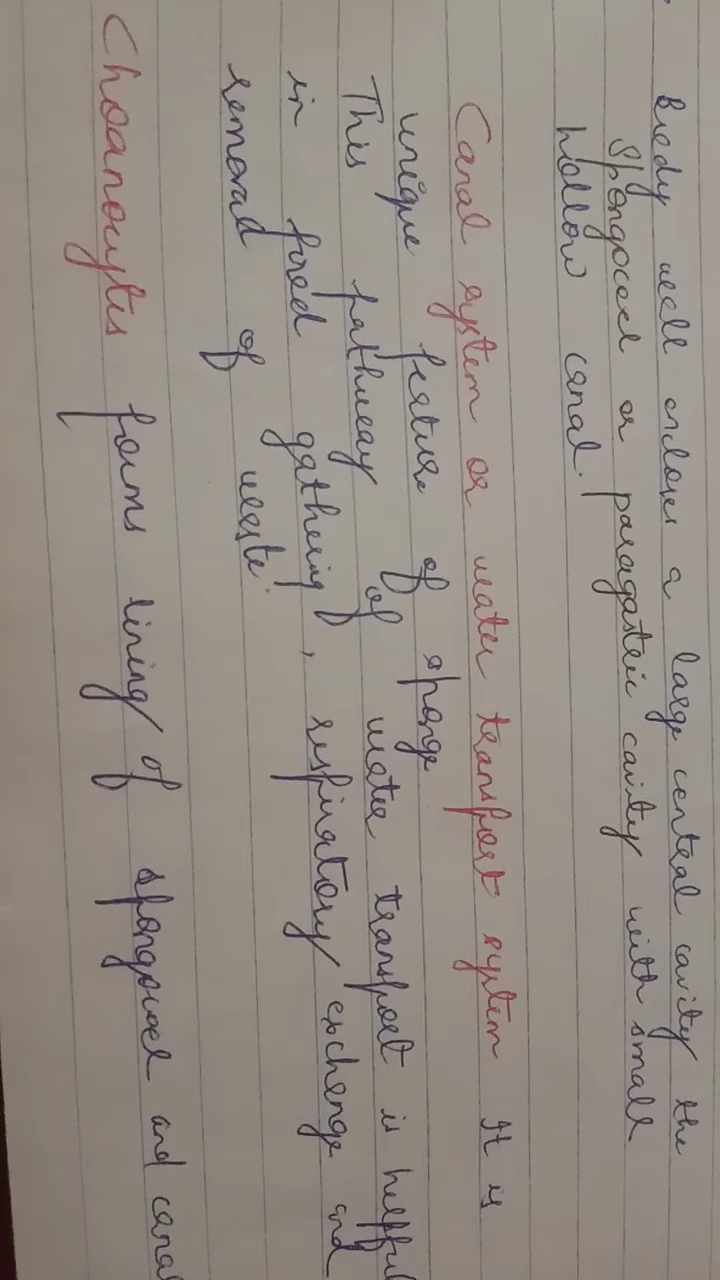 Body wall encloses a large central cavity the
spongocoel or paragastric cavity with small
hollow canal.
Canal system or water transport system It is
unique feature of sponge
This pathway of water transport is helpful
in food gathering, respiratory exchange and
removal of waste.
Choanocytes forms lining of spongocoel and canal